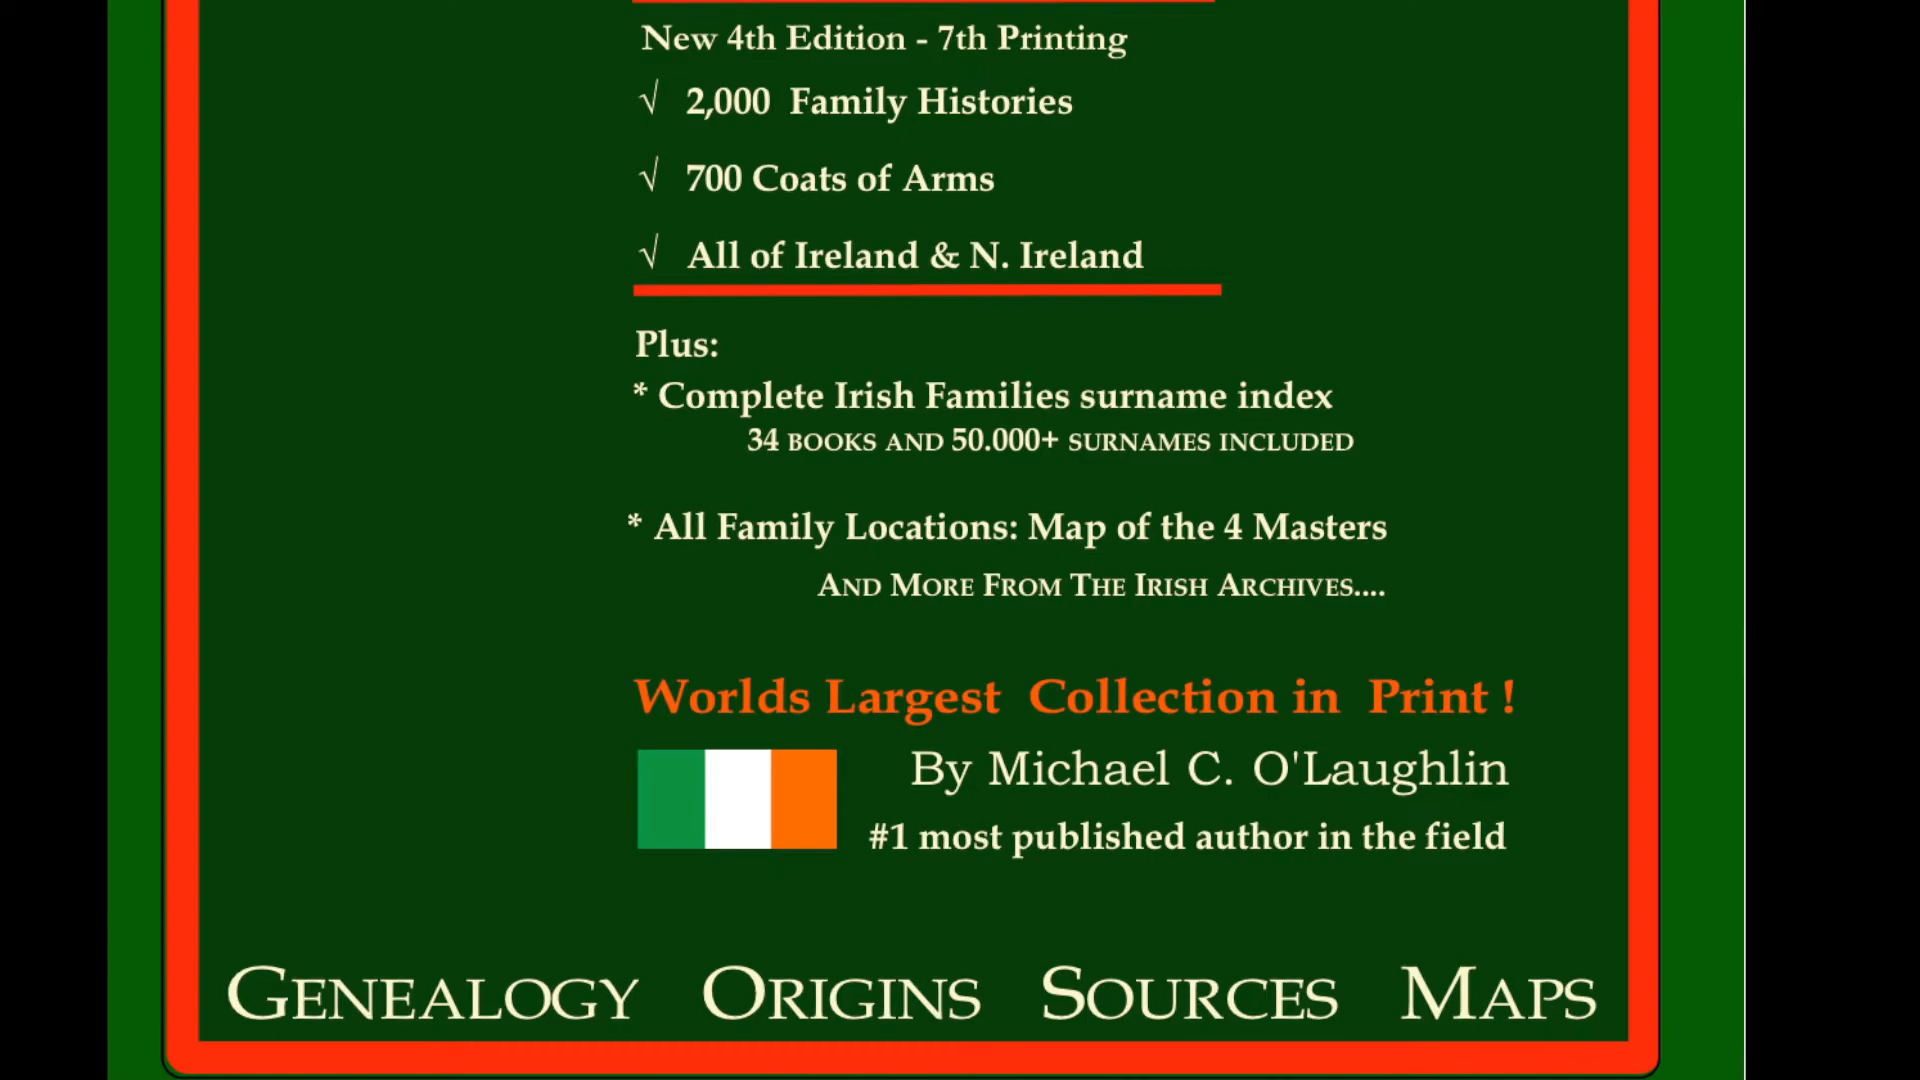 New 4th Edition - 7th Printing
√ 2,000 Family Histories
√ 700 Coats of Arms
√ All of Ireland & N. Ireland
Plus:
* Complete Irish Families surname index
34 BOOKS AND 50.000+ SURNAMES INCLUDED
* All Family Locations: Map of the 4 Masters
AND MORE FROM THE IRISH ARCHIVES....
Worlds Largest Collection in Print !
By Michael C. O'Laughlin
#1 most published author in the field
GENEALOGY ORIGINS SOURCES MAPS